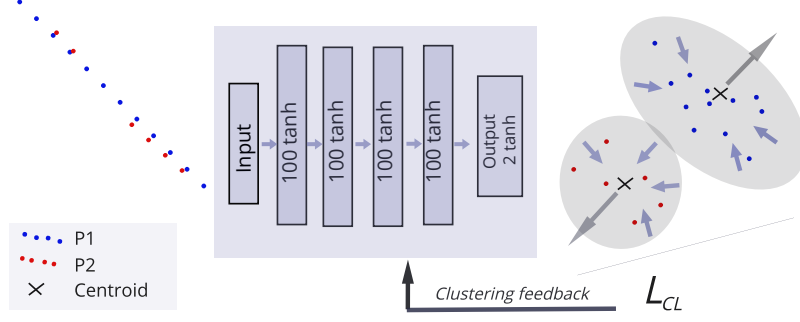 Input
100 tanh
100 tanh
100 tanh
100 tanh
Output
2 tanh
P1
P2
Centroid
Clustering feedback
L_CL